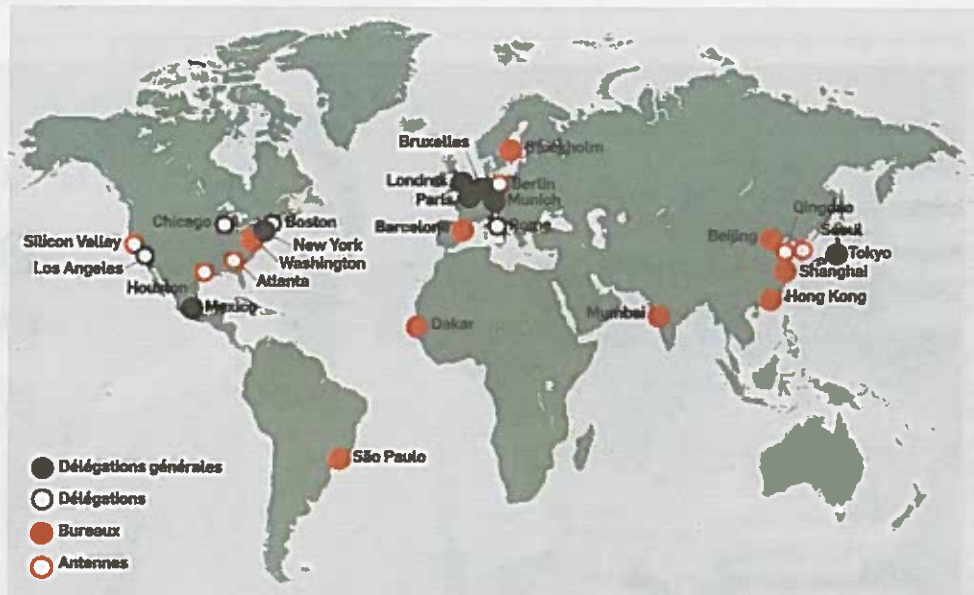 Bruxelles
Stockholm
Londres
Berlin
Paris
Munich
Qingdao
Chicago
Boston
Barcelone
Rome
Séoul
Silicon Valley
New York
Beijing
Tokyo
Los Angeles
Washington
Shanghai
Houston
Atlanta
Hong Kong
Mexico
Dakar
Mumbai
São Paulo
Délégations générales
Délégations
Bureaux
Antennes